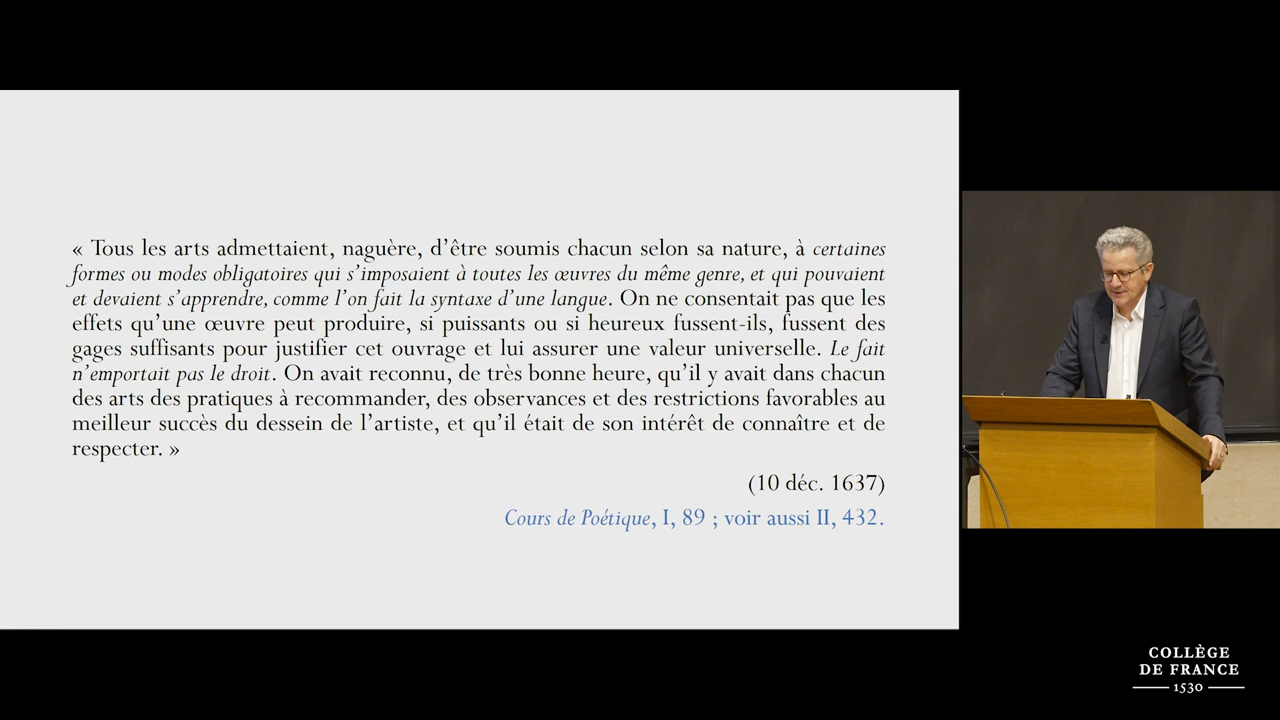 « Tous les arts admettaient, naguère, d’être soumis chacun selon sa nature, à certaines
formes ou modes obligatoires qui s’imposaient à toutes les œuvres du même genre, et qui pouvaient
et devaient s’apprendre, comme l’on fait la syntaxe d’une langue. On ne consentait pas que les
effets qu’une œuvre peut produire, si puissants ou si heureux fussent-ils, fussent des
gages suffisants pour justifier cet ouvrage et lui assurer une valeur universelle. Le fait
n’emportait pas le droit. On avait reconnu, de très bonne heure, qu’il y avait dans chacun
des arts des pratiques à recommander, des observances et des restrictions favorables au
meilleur succès du dessein de l’artiste, et qu’il était de son intérêt de connaître et de
respecter. »
(10 déc. 1637)
Cours de Poétique, I, 89 ; voir aussi II, 432.
COLLÈGE
DE FRANCE
1530